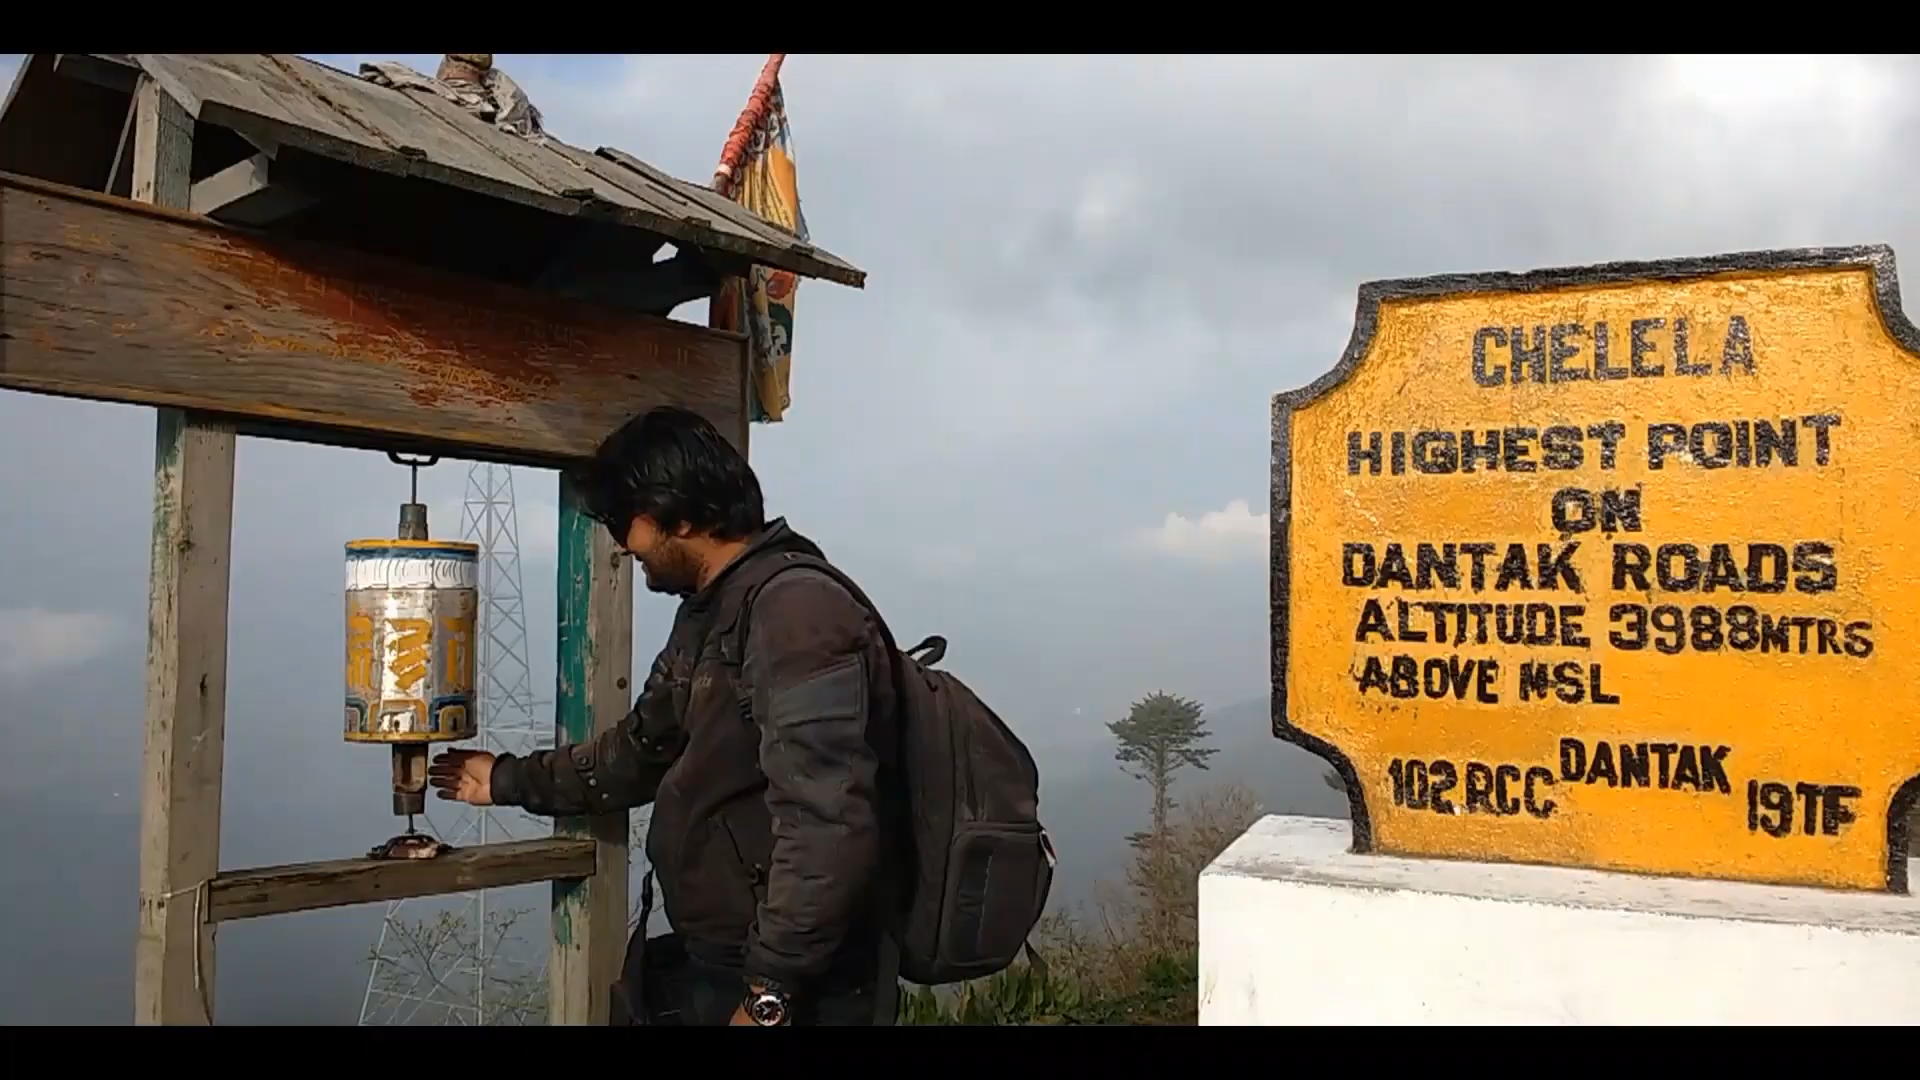 CHELELA
HIGHEST POINT
ON
DANTAK ROADS
ALTITUDE 3988MTRS
ABOVE MSL
102 RCC DANTAK 19TF